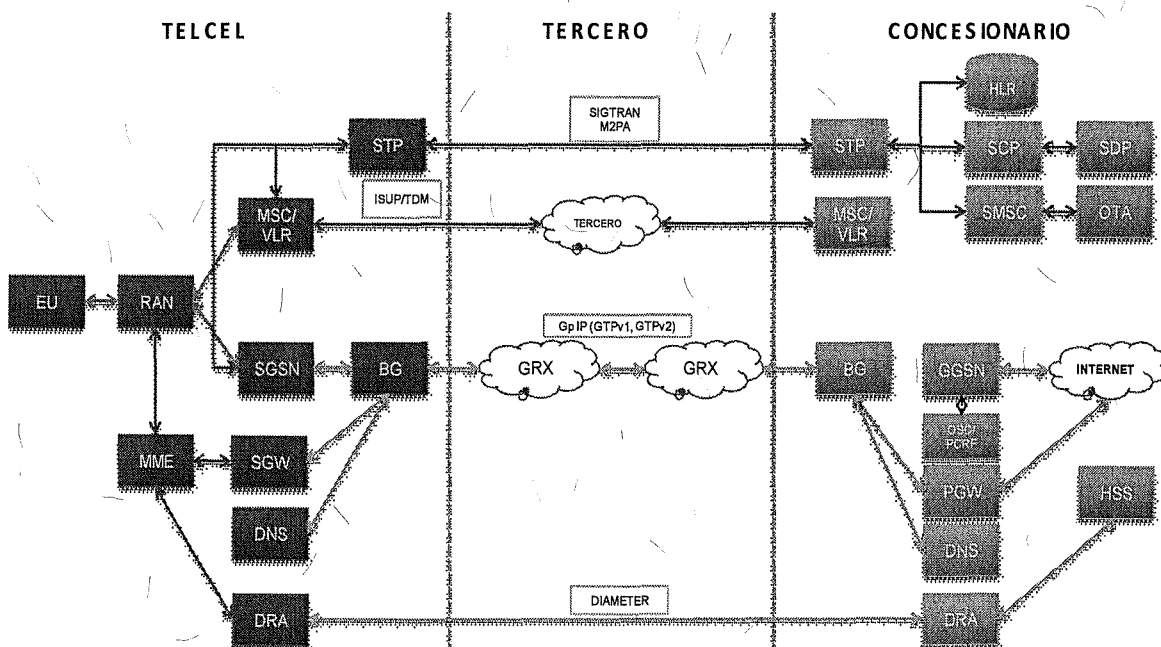 TELCEL
TERCERO
CONCESIONARIO
HLR
SIGTRAN
M2PA
STP
STP
SCP
SDP
ISUP/TDM
MSC/
VLR
TERCERO
MSC/
VLR
SMSC
OTA
EU
RAN
Gp IP (GTPv1, GTPv2)
SGSN
BG
GRX
GRX
BG
GGSN
INTERNET
PCRF
MME
SGW
PGW
HSS
DNS
DNS
DIAMETER
DRA
DRA